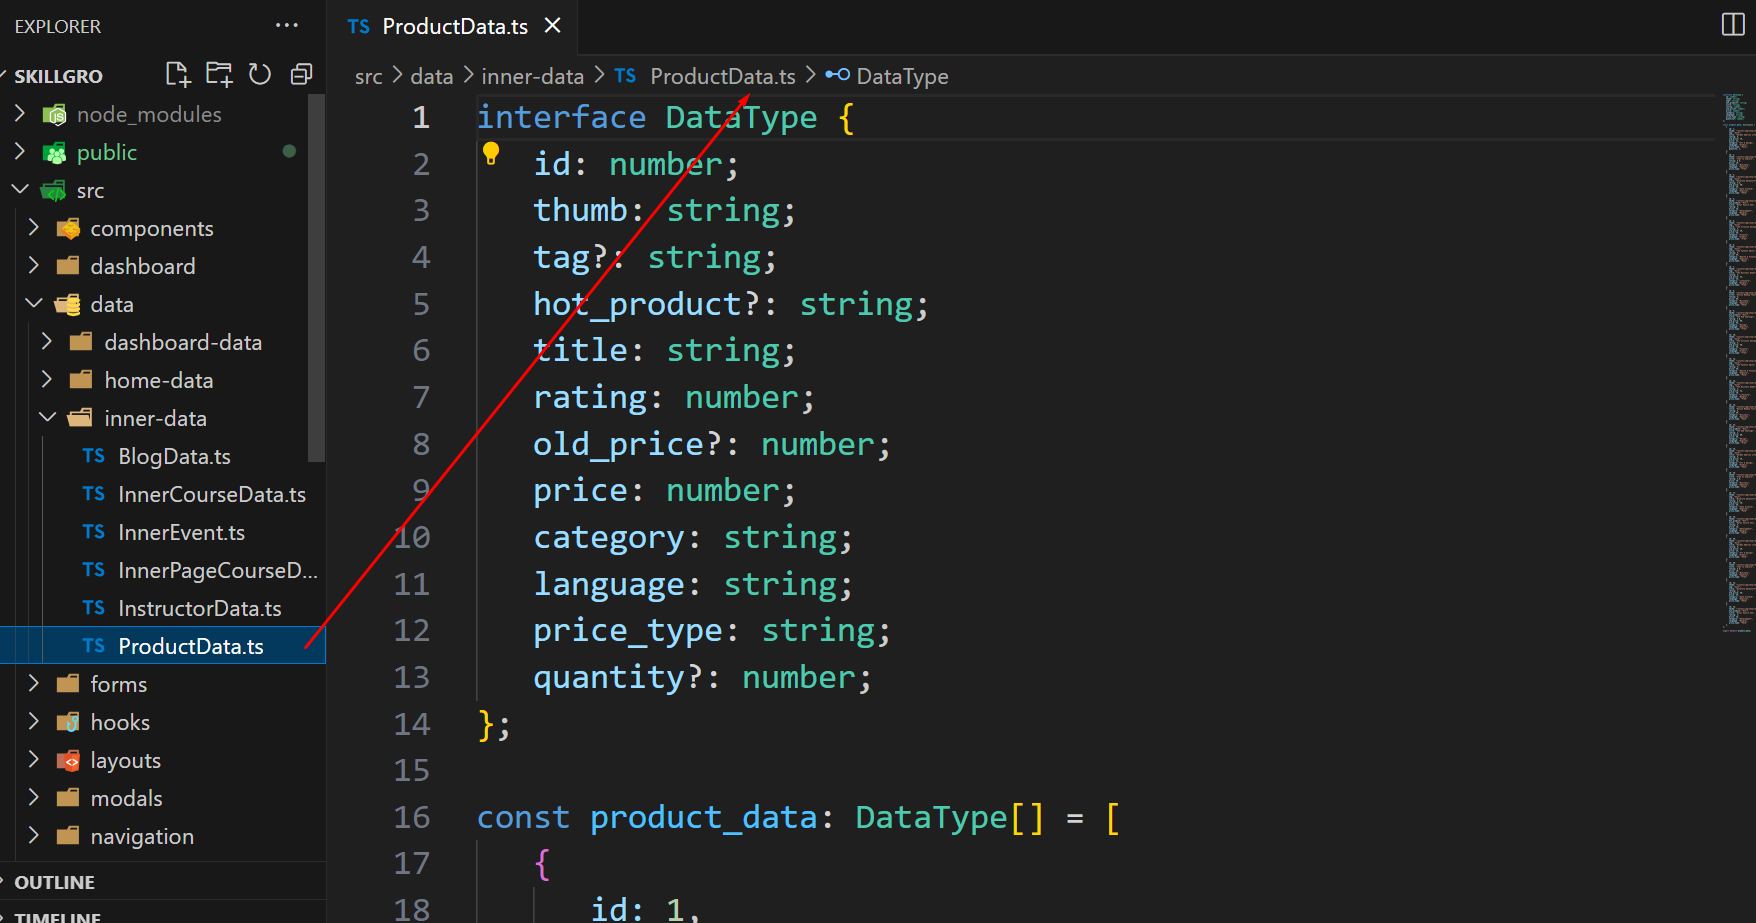 EXPLORER
SKILLGRO
node_modules
public
src
components
dashboard
data
dashboard-data
home-data
inner-data
TS BlogData.ts
TS InnerCourseData.ts
TS InnerEvent.ts
TS InnerPageCourseD...
TS InstructorData.ts
TS ProductData.ts
forms
hooks
layouts
modals
navigation
OUTLINE
TIMELINE
TS ProductData.ts
src > data > inner-data > TS ProductData.ts > DataType
1 interface DataType {
2 id: number;
3 thumb: string;
4 tag?: string;
5 hot_product?: string;
6 title: string;
7 rating: number;
8 old_price?: number;
9 price: number;
10 category: string;
11 language: string;
12 price_type: string;
13 quantity?: number;
14 };
15
16 const product_data: DataType[] = [
17 {
18 id: 1,